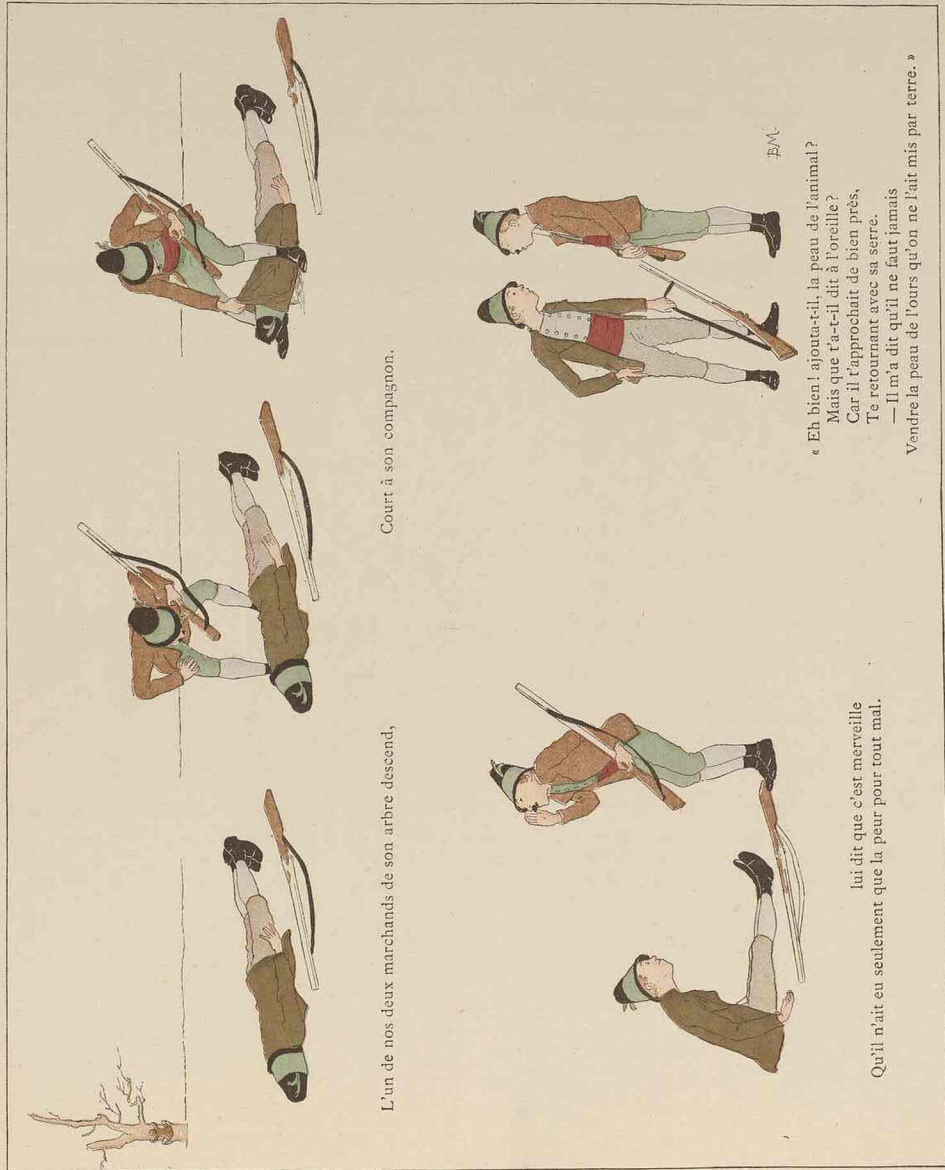 L'un de nos deux marchands de son arbre descend,
Court à son compagnon,
lui dit que c'est merveille
Qu'il n'ait eu seulement que la peur pour tout mal.
BM.
« Eh bien ! ajouta-t-il, la peau de l'animal ?
Mais que t'a-t-il dit à l'oreille ?
Car il t'approchait de bien près,
Te retournant avec sa serre.
— Il m'a dit qu'il ne faut jamais
Vendre la peau de l'ours qu'on ne l'ait mis par terre. »